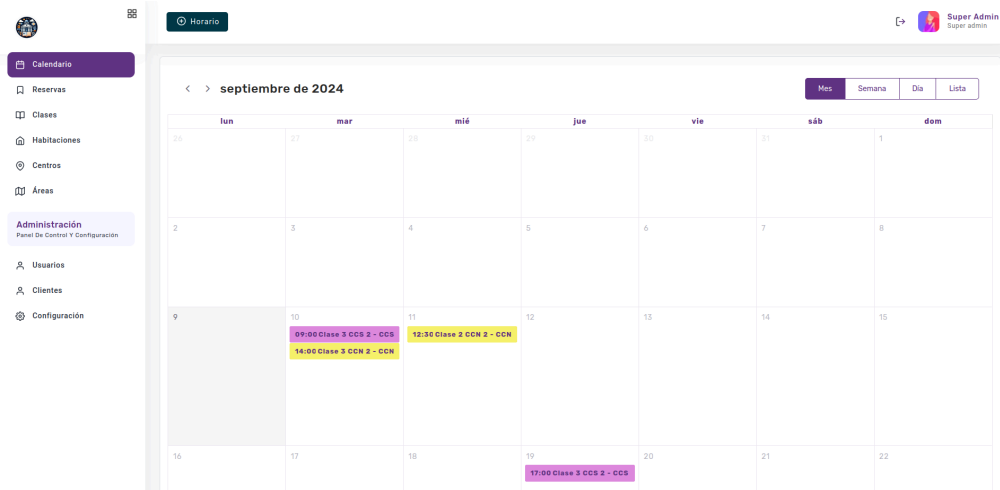 Horario
Super Admin
Super admin
Calendario
Reservas
Clases
Habitaciones
Centros
Áreas
Administración
Panel De Control Y Configuración
Usuarios
Clientes
Configuración
septiembre de 2024
Mes Semana Día Lista
lun mar mié jue vie sáb dom
26 27 28 29 30 31 1
2 3 4 5 6 7 8
9 10 11 12 13 14 15
09:00 Clase 3 CCS 2 - CCS 12:30 Clase 2 CCN 2 - CCN
14:00 Clase 3 CCN 2 - CCN
16 17 18 19 20 21 22
17:00 Clase 3 CCS 2 - CCS